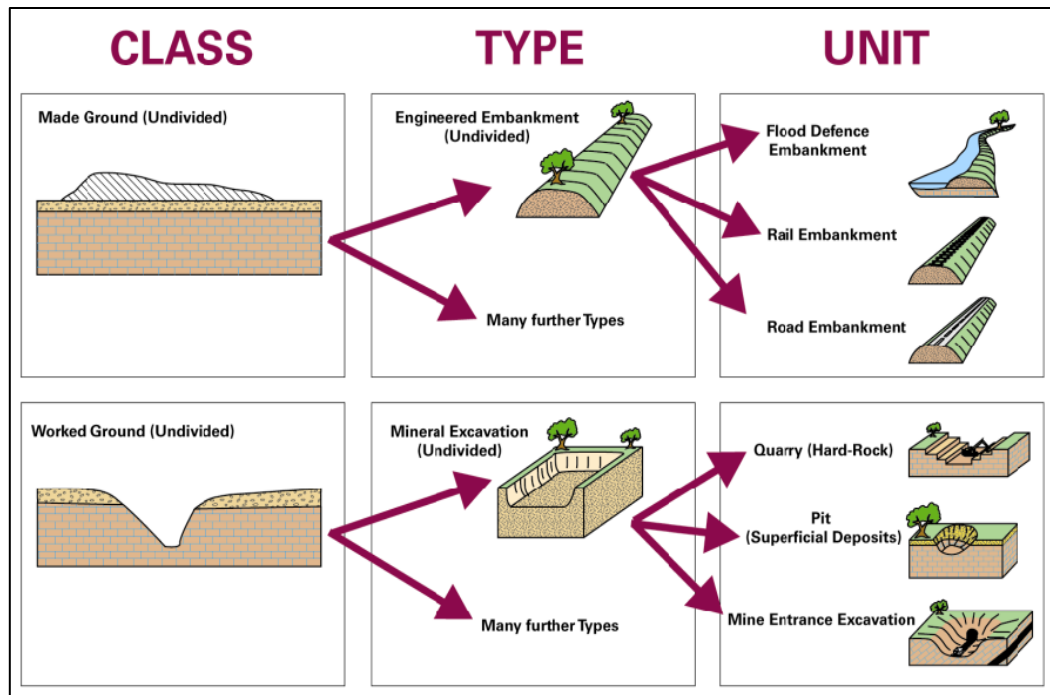 CLASS
TYPE
UNIT
Made Ground (Undivided)
Engineered Embankment
(Undivided)
Many further Types
Flood Defence
Embankment
Rail Embankment
Road Embankment
Worked Ground (Undivided)
Mineral Excavation
(Undivided)
Many further Types
Quarry (Hard-Rock)
Pit
(Superficial Deposits)
Mine Entrance Excavation